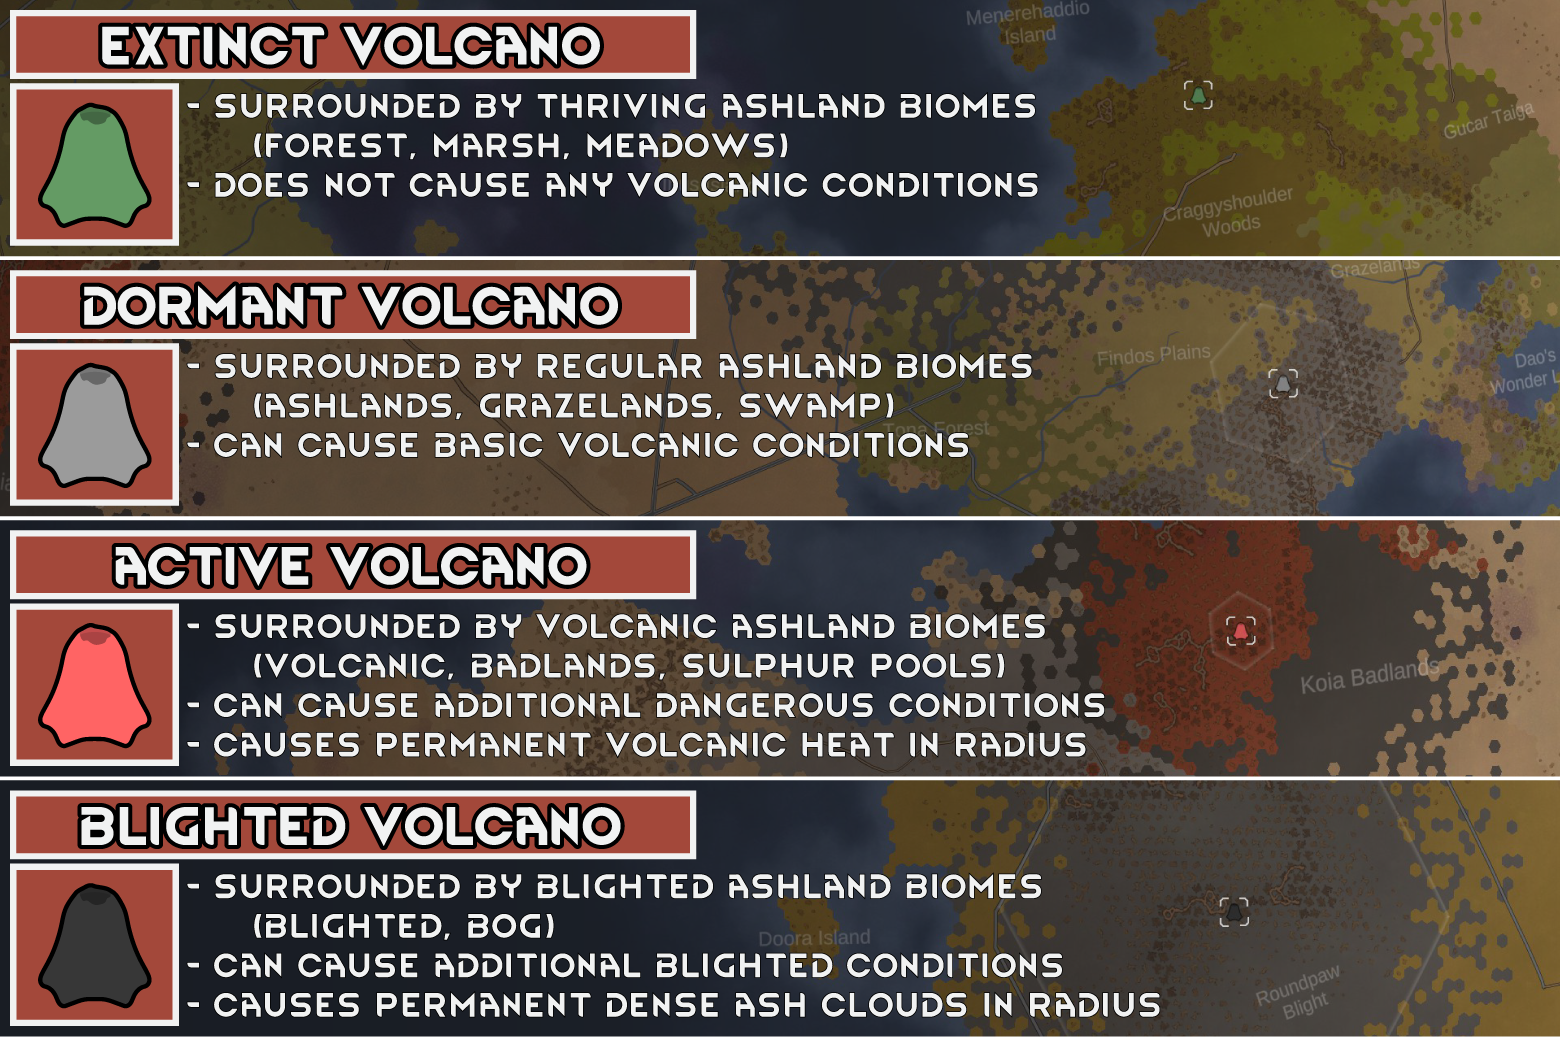 EXTINCT VOLCANO
- SURROUNDED BY THRIVING ASHLAND BIOMES
(FOREST, MARSH, MEADOWS)
- DOES NOT CAUSE ANY VOLCANIC CONDITIONS
Menerehaddio
Island
Gucar Taiga
Craggyshoulder
Woods
DORMANT VOLCANO
- SURROUNDED BY REGULAR ASHLAND BIOMES
(ASHLANDS, GRAZELANDS, SWAMP)
- CAN CAUSE BASIC VOLCANIC CONDITIONS
Grazelands
Findos Plains
Dao's
Wonder L
Forest
ACTIVE VOLCANO
- SURROUNDED BY VOLCANIC ASHLAND BIOMES
(VOLCANIC, BADLANDS, SULPHUR POOLS)
- CAN CAUSE ADDITIONAL DANGEROUS CONDITIONS
- CAUSES PERMANENT VOLCANIC HEAT IN RADIUS
Koia Badlands
BLIGHTED VOLCANO
- SURROUNDED BY BLIGHTED ASHLAND BIOMES
(BLIGHTED, BOG)
- CAN CAUSE ADDITIONAL BLIGHTED CONDITIONS
- CAUSES PERMANENT DENSE ASH CLOUDS IN RADIUS
Doora Island
Roundpaw
Blight